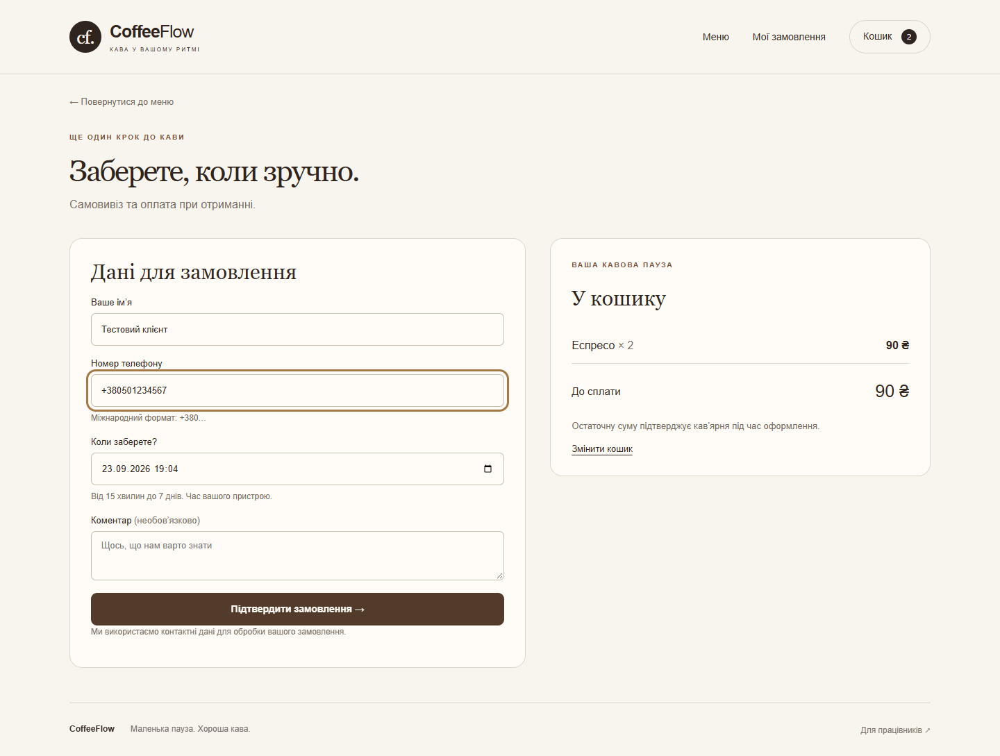 cf.
CoffeeFlow
КАВА У ВАШОМУ РИТМІ
Меню
Мої замовлення
Кошик 2
← Повернутися до меню
ЩЕ ОДИН КРОК ДО КАВИ
Заберете, коли зручно.
Самовивіз та оплата при отриманні.
Дані для замовлення
Ваше ім’я
Тестовий клієнт
Номер телефону
+380501234567
Міжнародний формат: +380…
Коли заберете?
23.09.2026 19:04
Від 15 хвилин до 7 днів. Час вашого пристрою.
Коментар (необов’язково)
Щось, що нам варто знати
Підтвердити замовлення →
Ми використаємо контактні дані для обробки вашого замовлення.
ВАША КАВОВА ПАУЗА
У кошику
Еспресо × 2 90 ₴
До сплати 90 ₴
Остаточну суму підтверджує кав’ярня під час оформлення.
Змінити кошик
CoffeeFlow Маленька пауза. Хороша кава.
Для працівників ↗